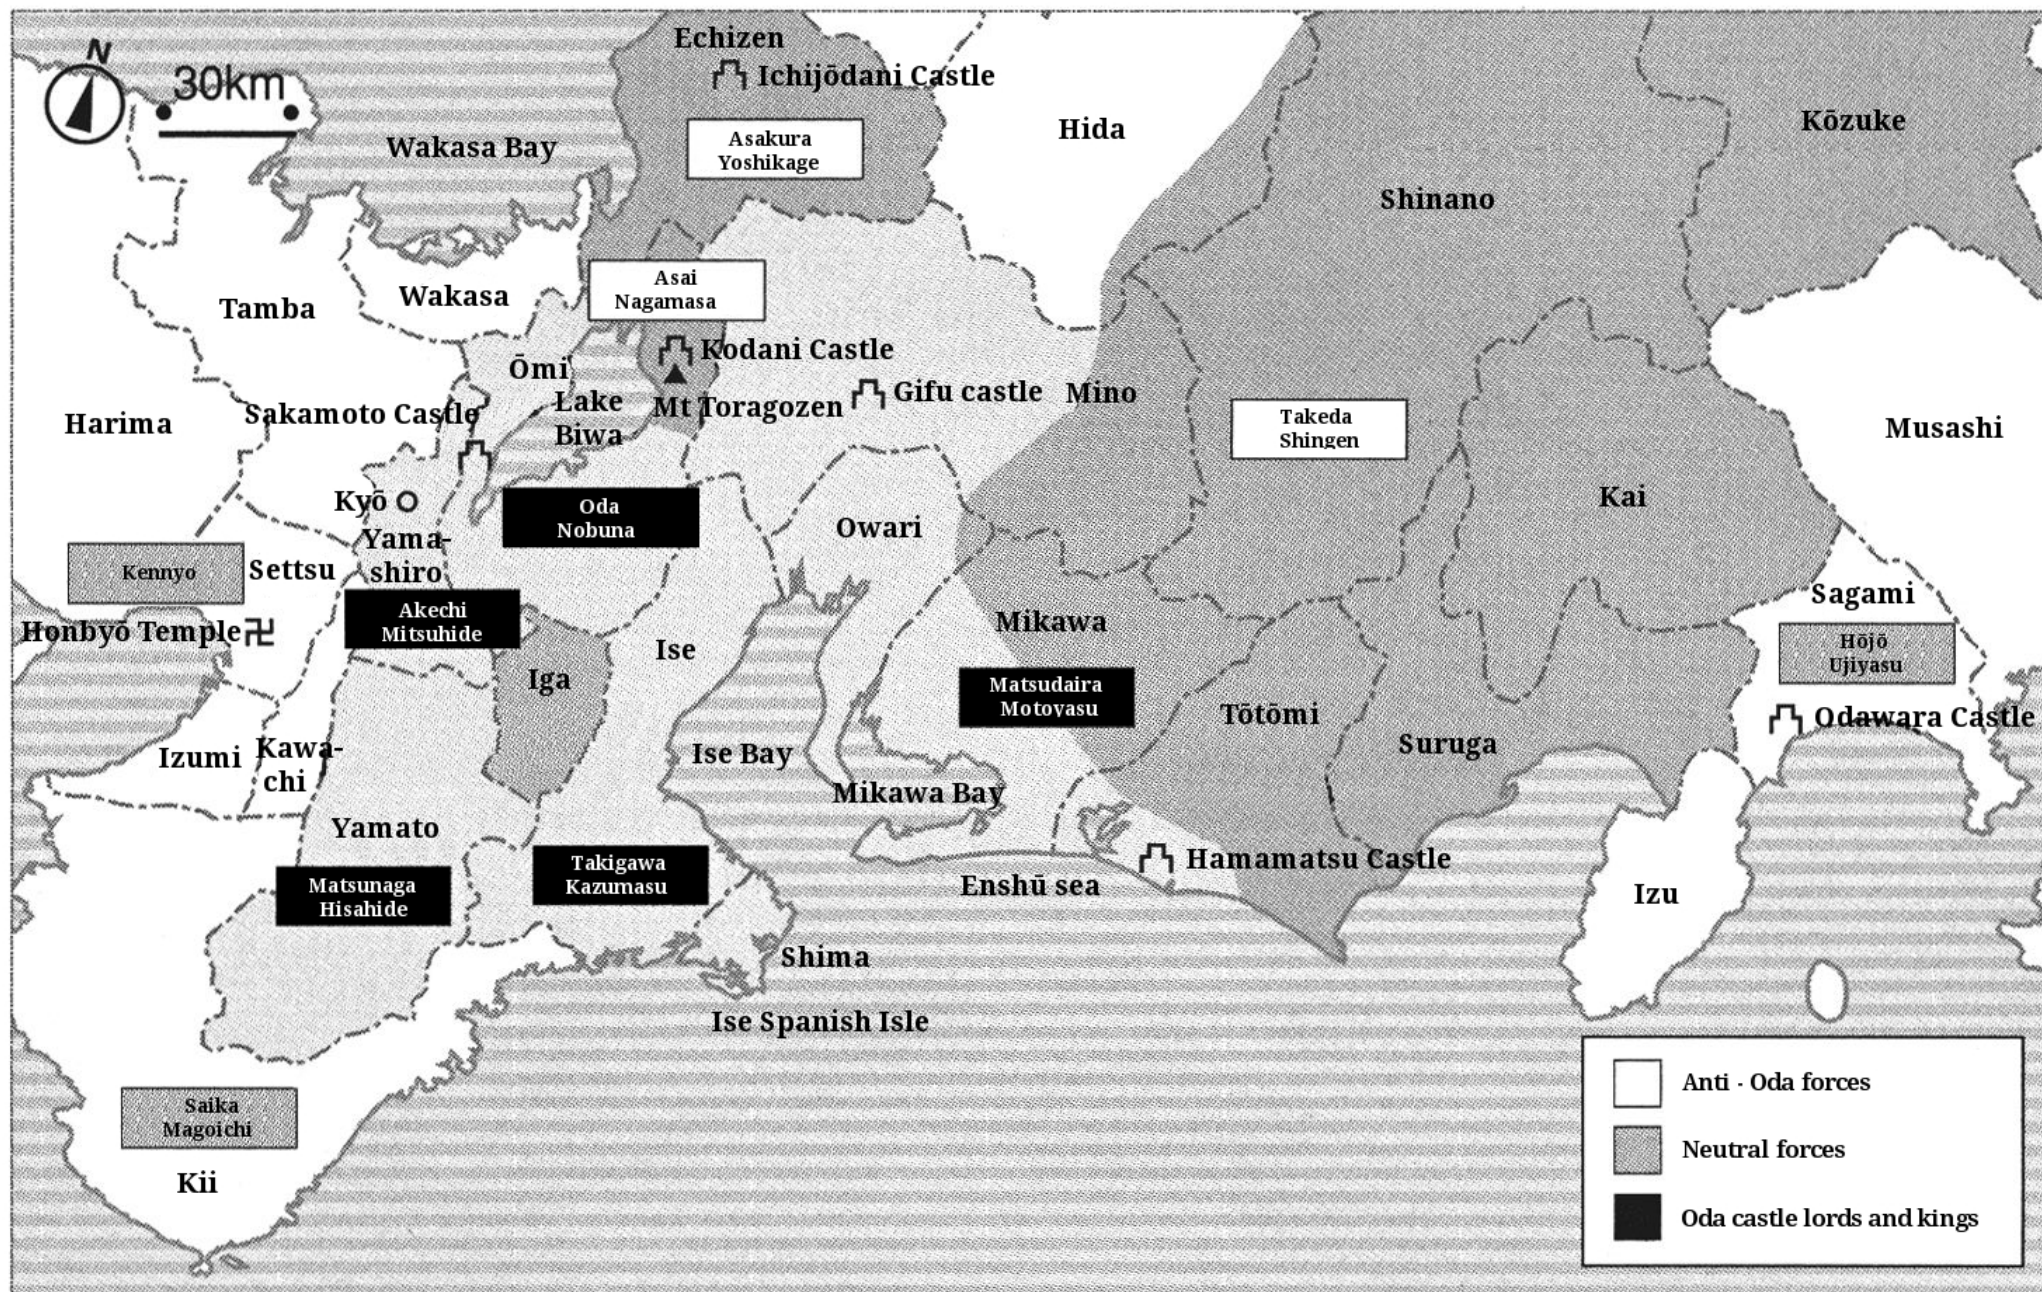 N
30km
Echizen
Ichijōdani Castle
Asakura
Yoshikage
Wakasa Bay
Hida
Kōzuke
Shinano
Tamba
Wakasa
Asai
Nagamasa
Ōmi
Kodani Castle
Mt Toragozen
Gifu castle
Mino
Lake
Biwa
Harima
Sakamoto Castle
Takeda
Shingen
Musashi
Kai
Kyō
Oda
Nobuna
Owari
Yama-
shiro
Kennyo
Settsu
Akechi
Mitsuhide
Honbyō Temple
卍
Iga
Ise
Mikawa
Matsudaira
Motoyasu
Tōtōmi
Suruga
Sagami
Hōjō
Ujiyasu
Odawara Castle
Izumi
Kawa-
chi
Ise Bay
Mikawa Bay
Yamato
Matsunaga
Hisahide
Takigawa
Kazumasu
Hamamatsu Castle
Enshū sea
Izu
Shima
Ise Spanish Isle
Saika
Magoichi
Kii
Anti - Oda forces
Neutral forces
Oda castle lords and kings